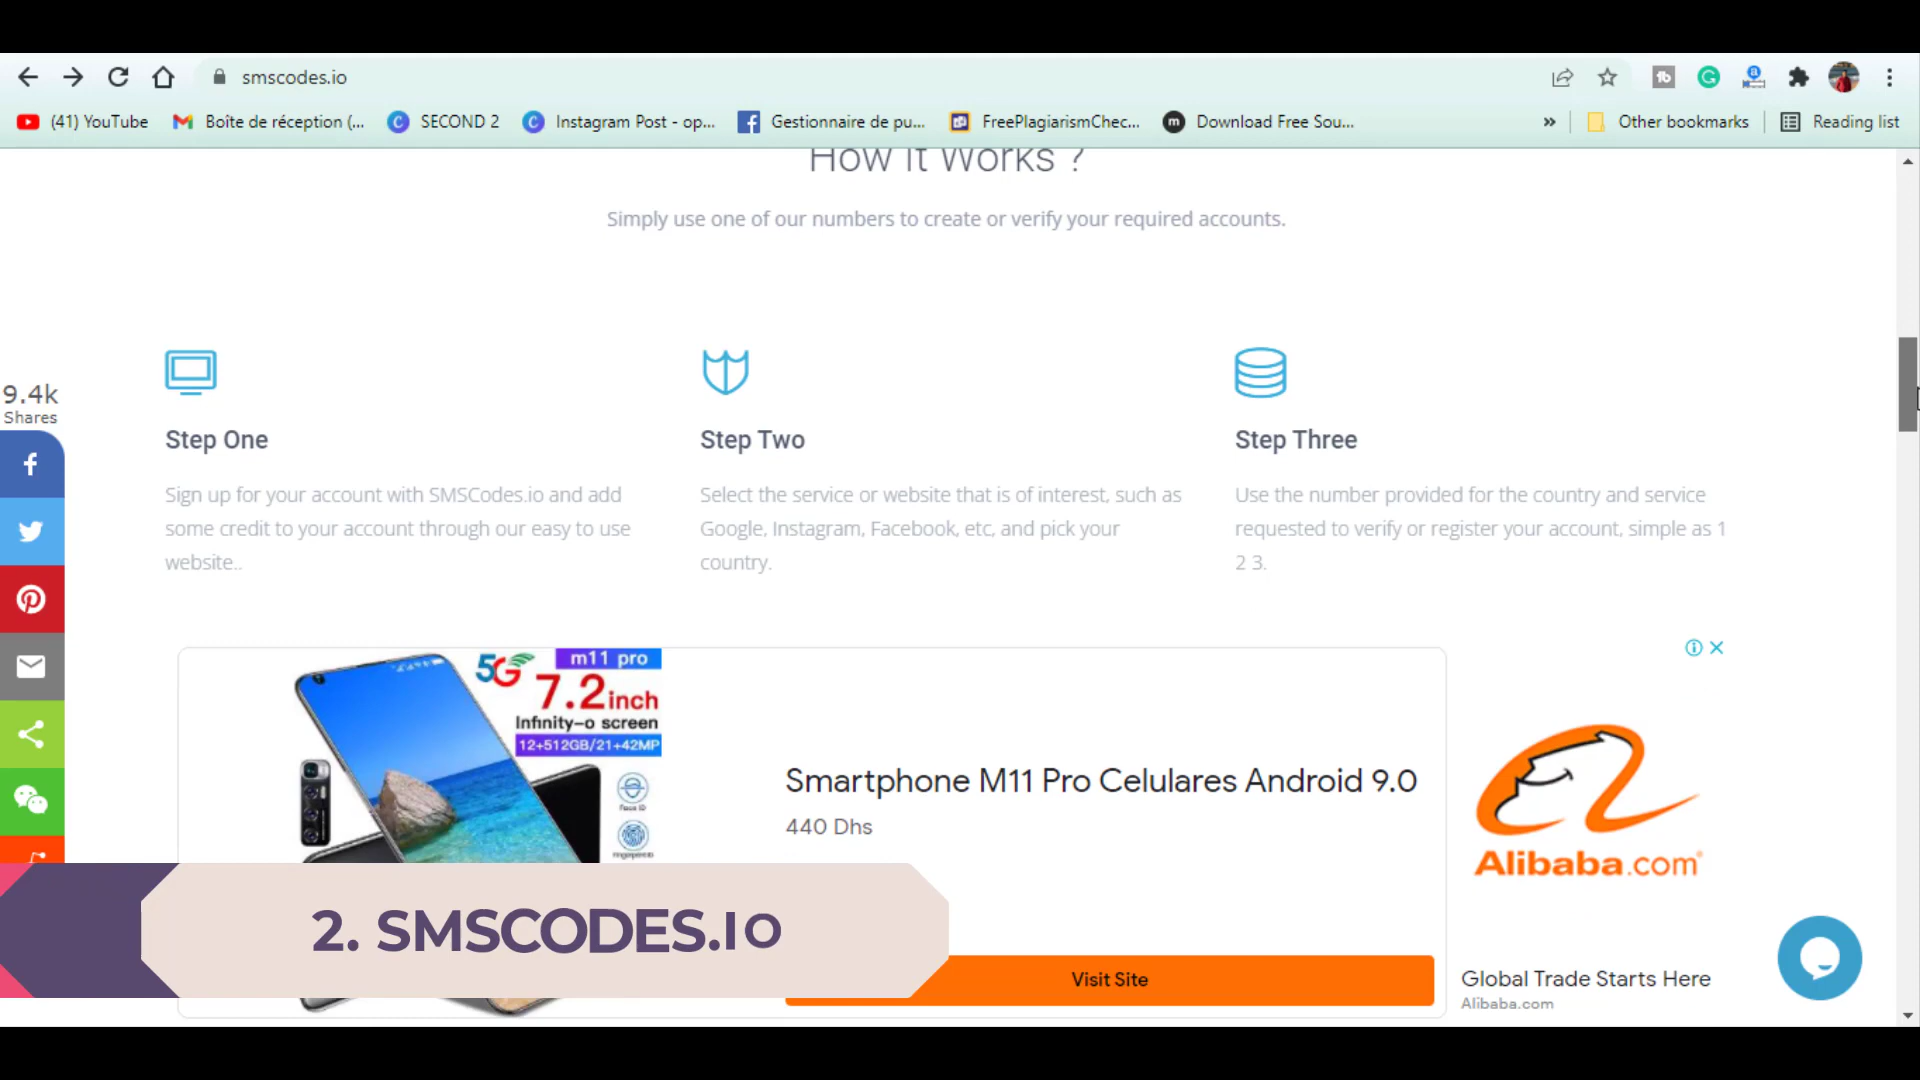 smscodes.io
(41) YouTube
Boîte de réception (...
SECOND 2
Instagram Post - op...
Gestionnaire de pu...
FreePlagiarismChec...
Download Free Sou...
»
Other bookmarks
Reading list
How It Works ?
Simply use one of our numbers to create or verify your required accounts.
9.4k
Shares
Step One
Sign up for your account with SMSCodes.io and add
some credit to your account through our easy to use
website..
Step Two
Select the service or website that is of interest, such as
Google, Instagram, Facebook, etc, and pick your
country.
Step Three
Use the number provided for the country and service
requested to verify or register your account, simple as 1
2 3.
5G
m11 pro
7.2inch
Infinity-o screen
12+512GB/21+42MP
Face ID
Smartphone M11 Pro Celulares Android 9.0
440 Dhs
Visit Site
Alibaba.com
Global Trade Starts Here
Alibaba.com
2. SMSCODES.IO